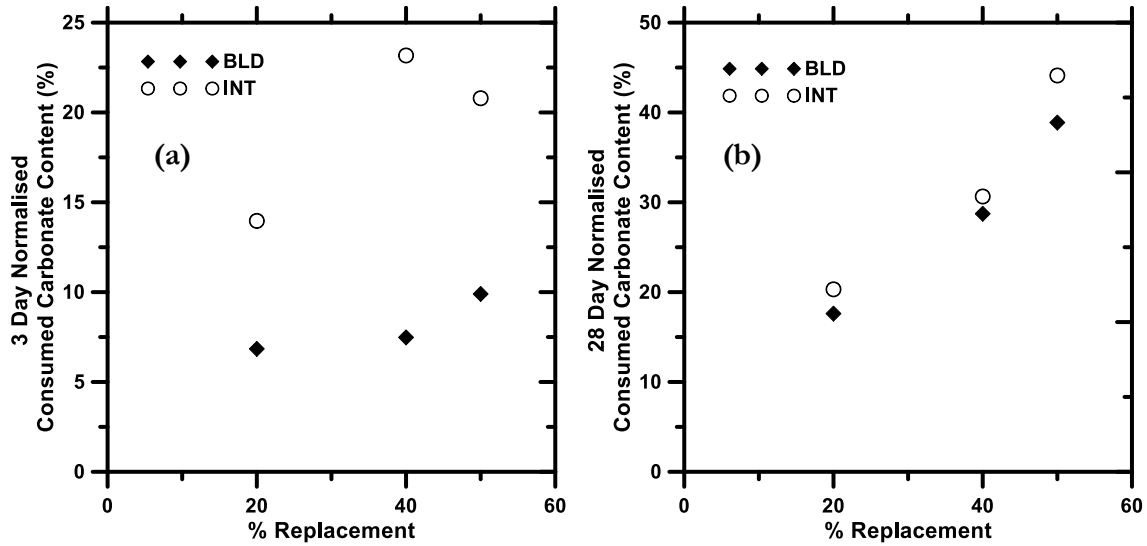 3 Day Normalised
Consumed Carbonate Content (%)
25
20
15
10
5
0
BLD
INT
(a)
0
20
40
60
% Replacement
28 Day Normalised
Consumed Carbonate Content (%)
50
40
30
20
10
0
BLD
INT
(b)
0
20
40
60
% Replacement